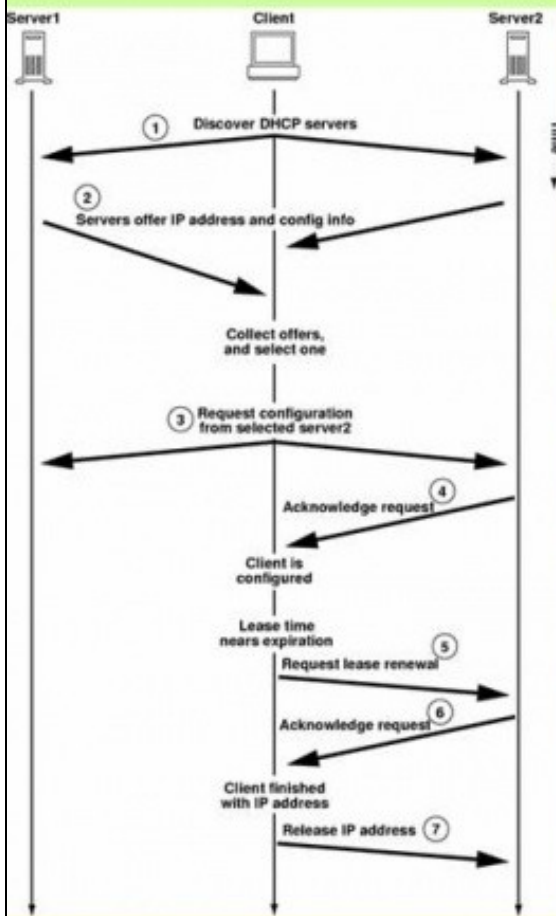 Server1
Client
Server2
Time
1
Discover DHCP servers
2
Servers offer IP address and config info
Collect offers,
and select one
3
Request configuration
from selected server2
4
Acknowledge request
Client is
configured
Lease time
nears expiration
5
Request lease renewal
6
Acknowledge request
Client finished
with IP address
Release IP address
7